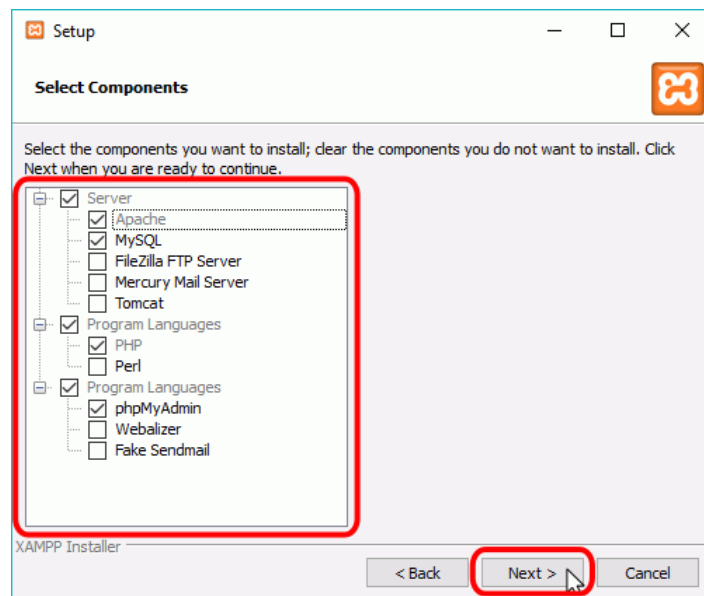 Setup
Select Components
Select the components you want to install; clear the components you do not want to install. Click
Next when you are ready to continue.
Server
Apache
MySQL
FileZilla FTP Server
Mercury Mail Server
Tomcat
Program Languages
PHP
Perl
Program Languages
phpMyAdmin
Webalizer
Fake Sendmail
XAMPP Installer
< Back
Next >
Cancel